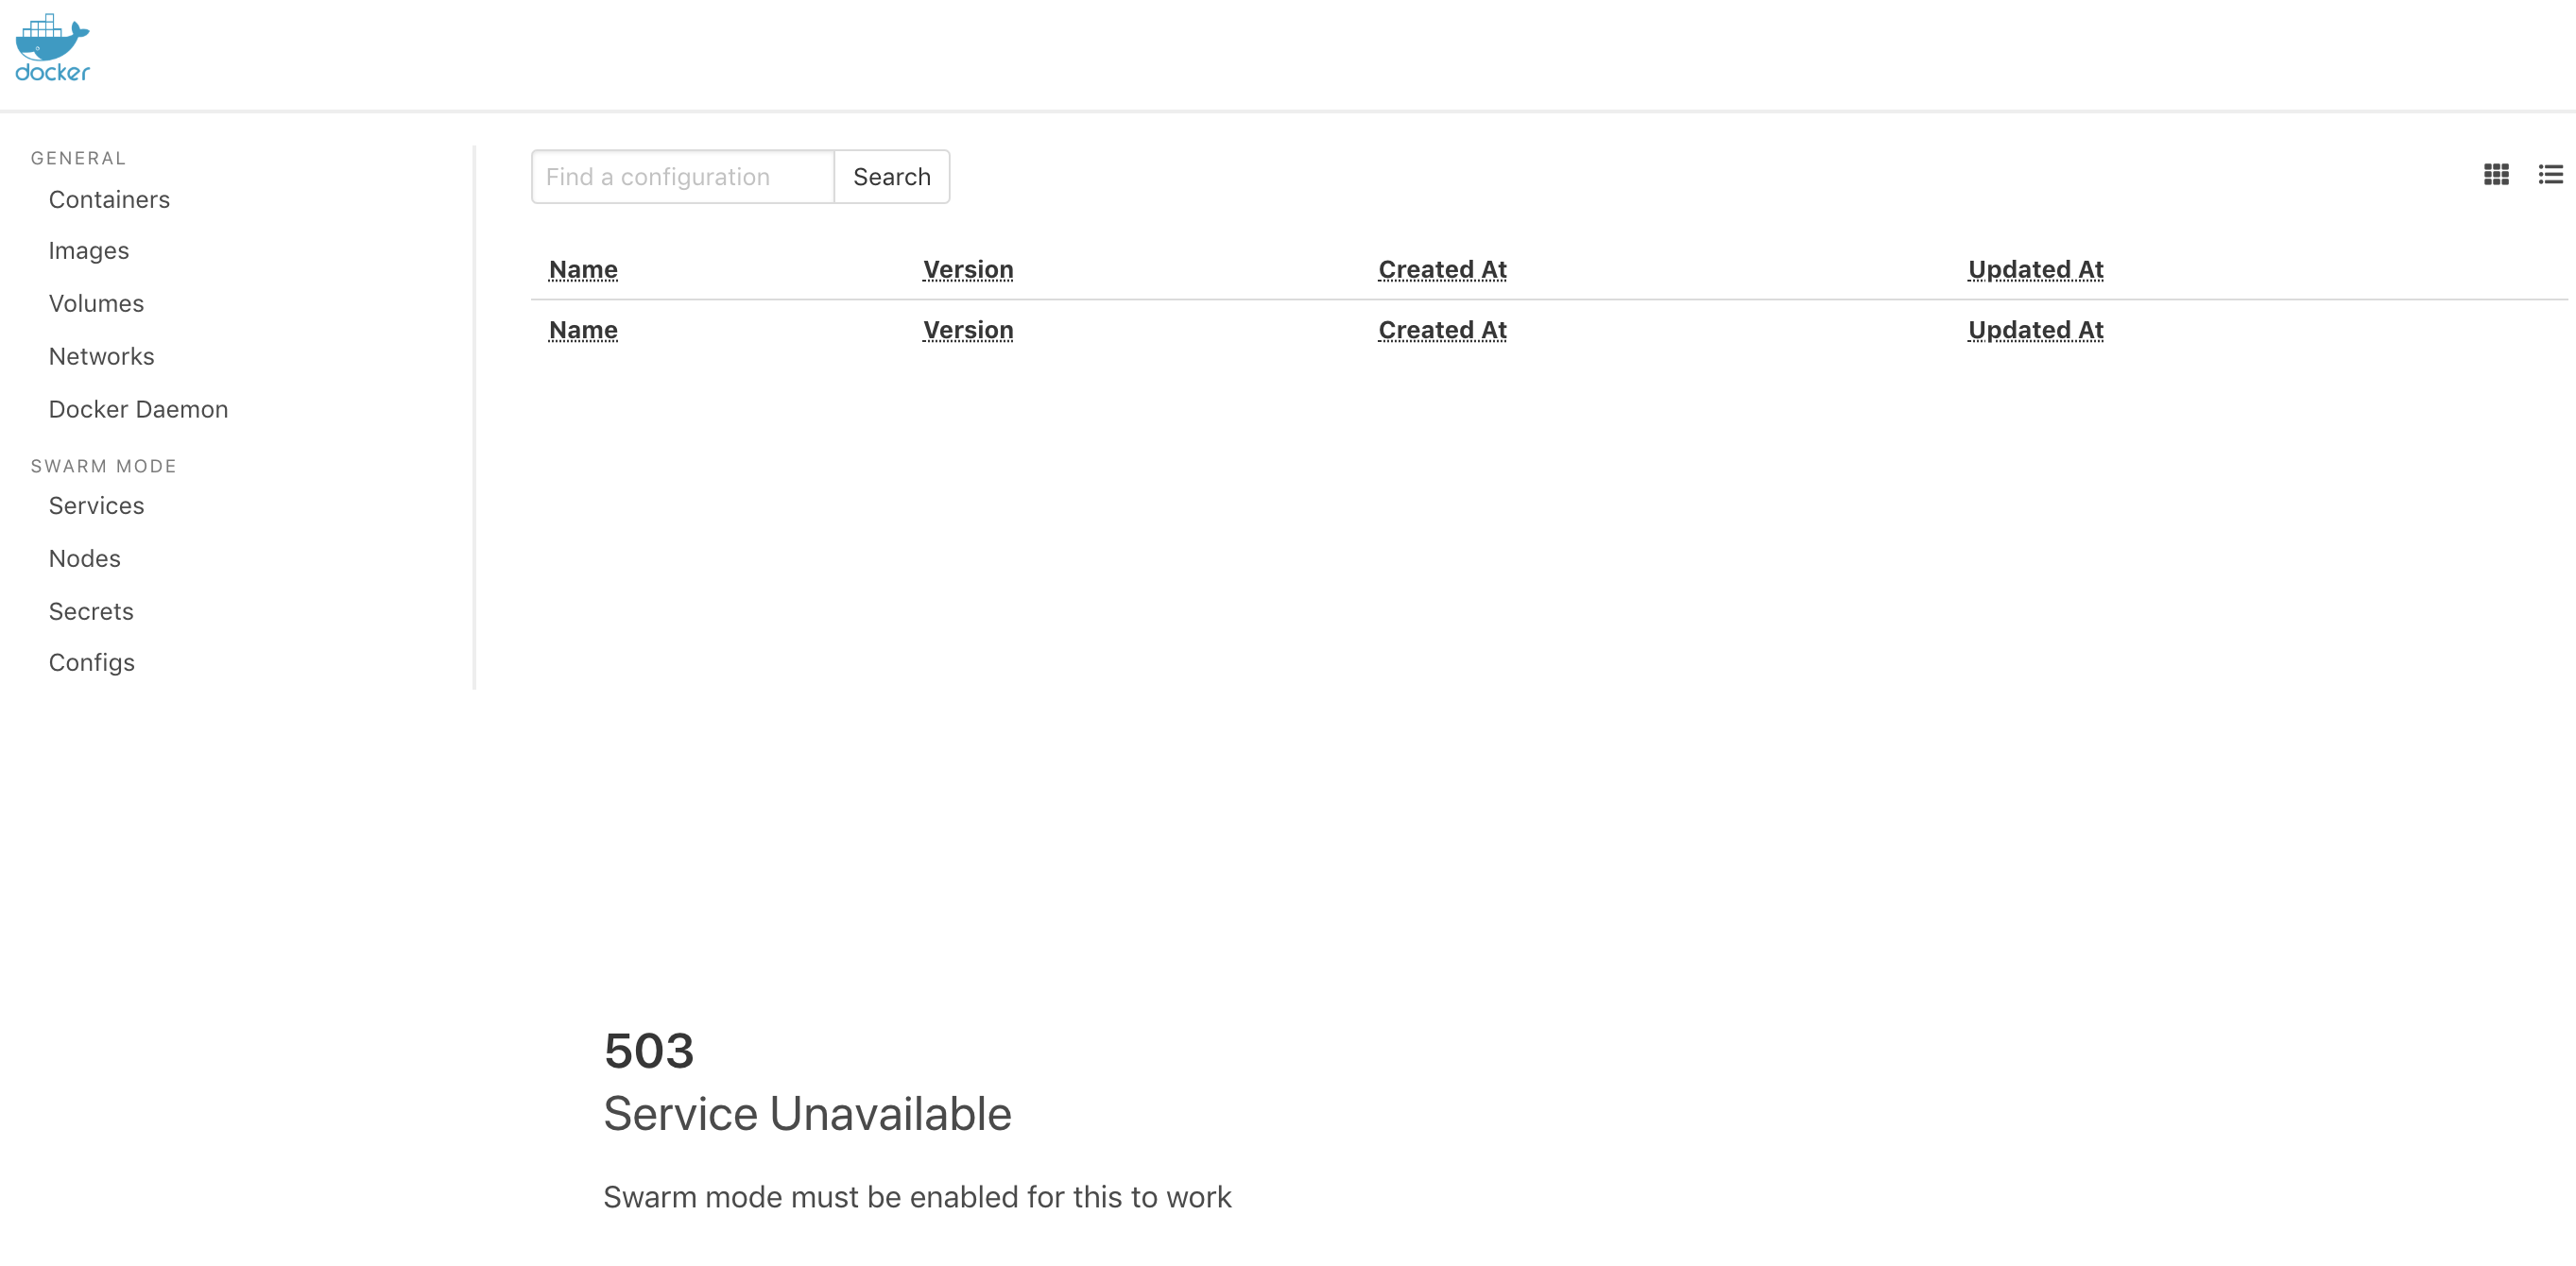 docker
GENERAL
Containers
Images
Volumes
Networks
Docker Daemon
SWARM MODE
Services
Nodes
Secrets
Configs
Find a configuration Search
Name Version Created At Updated At
Name Version Created At Updated At
503
Service Unavailable
Swarm mode must be enabled for this to work